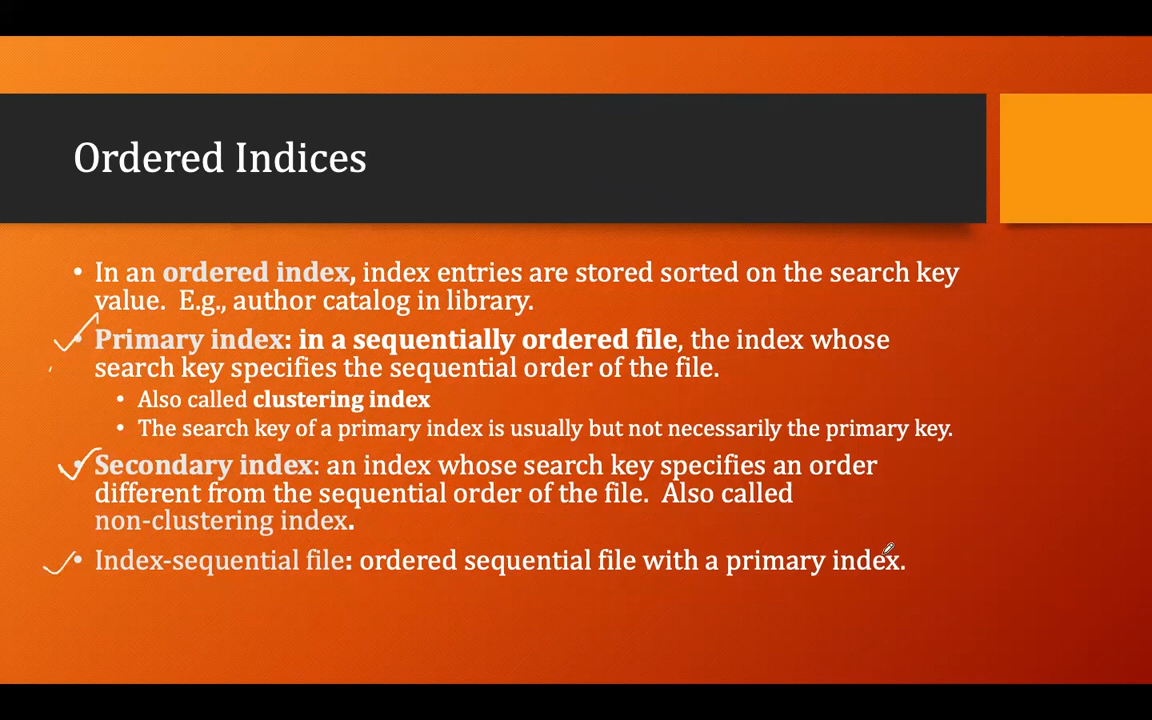 Ordered Indices
• In an ordered index, index entries are stored sorted on the search key
value.  E.g., author catalog in library.
• Primary index: in a sequentially ordered file, the index whose
search key specifies the sequential order of the file.
• Also called clustering index
• The search key of a primary index is usually but not necessarily the primary key.
• Secondary index: an index whose search key specifies an order
different from the sequential order of the file.  Also called
non-clustering index.
• Index-sequential file: ordered sequential file with a primary index.